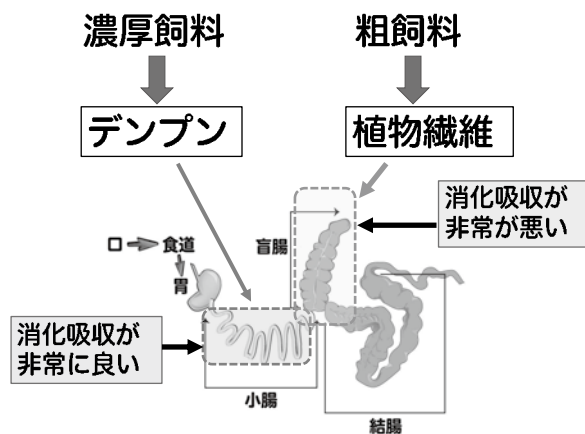 濃厚飼料
粗飼料
デンプン
植物繊維
消化吸収が
非常が悪い
口
食道
胃
盲腸
消化吸収が
非常に良い
小腸
結腸